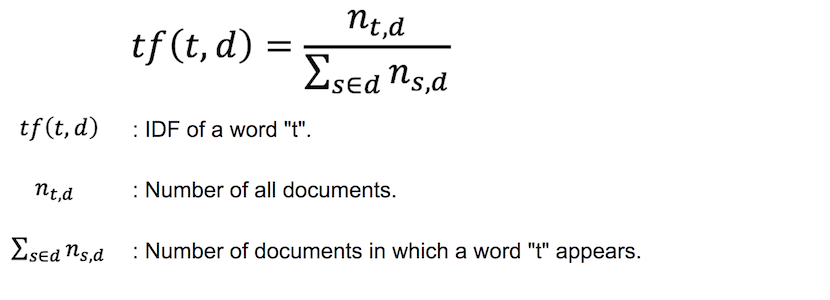 tf(t,d) = n_{t,d} / ∑_{s∈d} n_{s,d}
tf(t,d) : IDF of a word "t".
n_{t,d} : Number of all documents.
∑_{s∈d} n_{s,d} : Number of documents in which a word "t" appears.